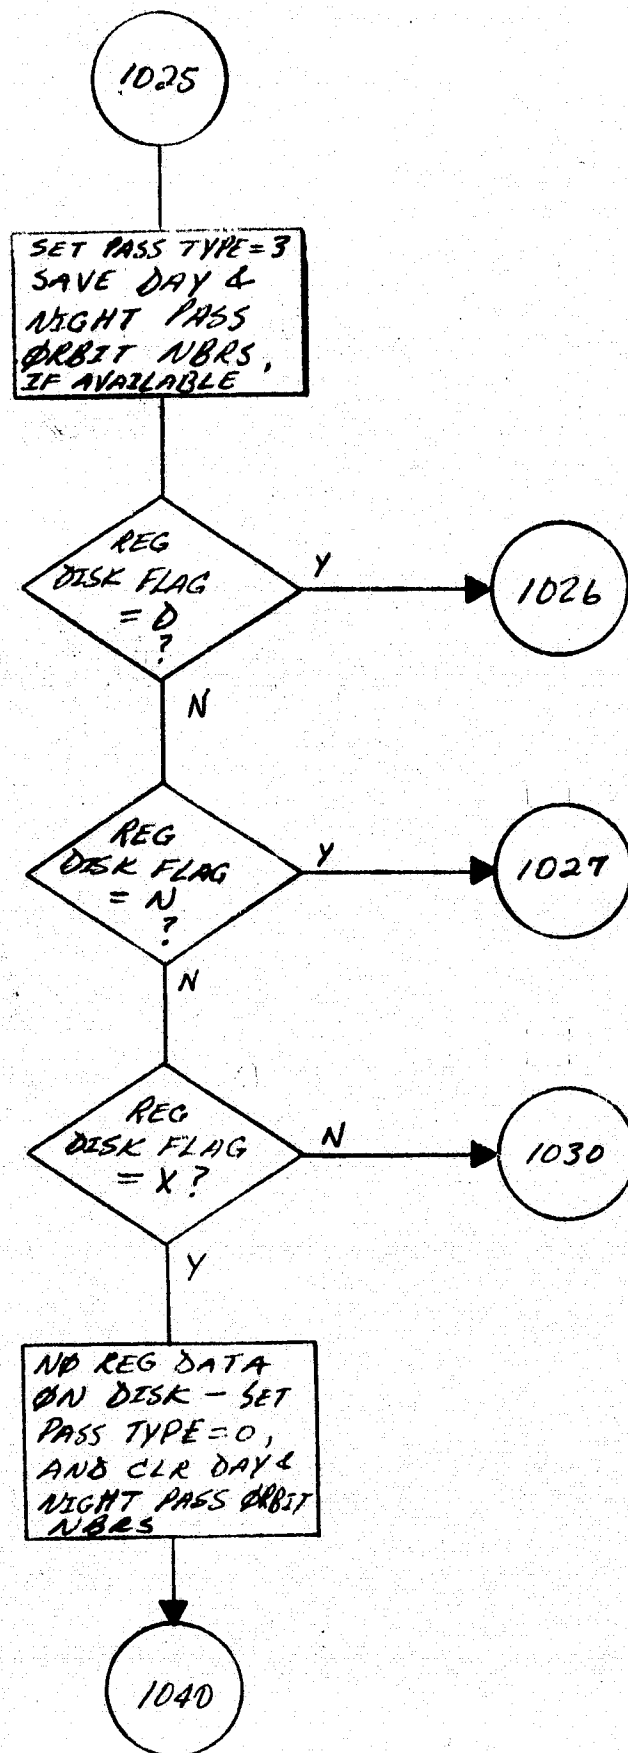 1025
SET PASS TYPE=3
SAVE DAY &
NIGHT PASS
ØRBIT NBRS,
IF AVAILABLE
REG
DISK FLAG
= D
?
Y
1026
N
REG
DISK FLAG
= N
?
Y
1027
N
REG
DISK FLAG
= X ?
N
1030
Y
NØ REG DATA
ØN DISK - SET
PASS TYPE=0,
AND CLR DAY &
NIGHT PASS ØRBIT
NBRS
1040